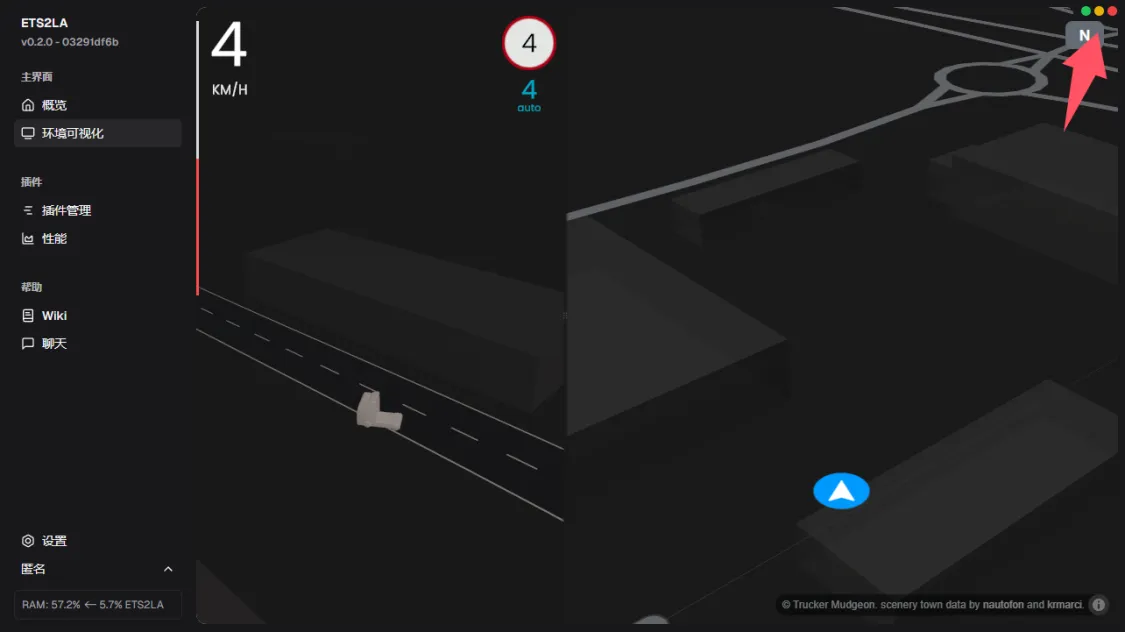 ETS2LA
v0.2.0 - 03291df6b
主界面
概览
环境可视化
插件
插件管理
性能
帮助
Wiki
聊天
设置
匿名
RAM: 57.2% ← 5.7% ETS2LA
4
KM/H
4
4
auto
N
© Trucker Mudgeon. scenery town data by nautofon and krmarci.